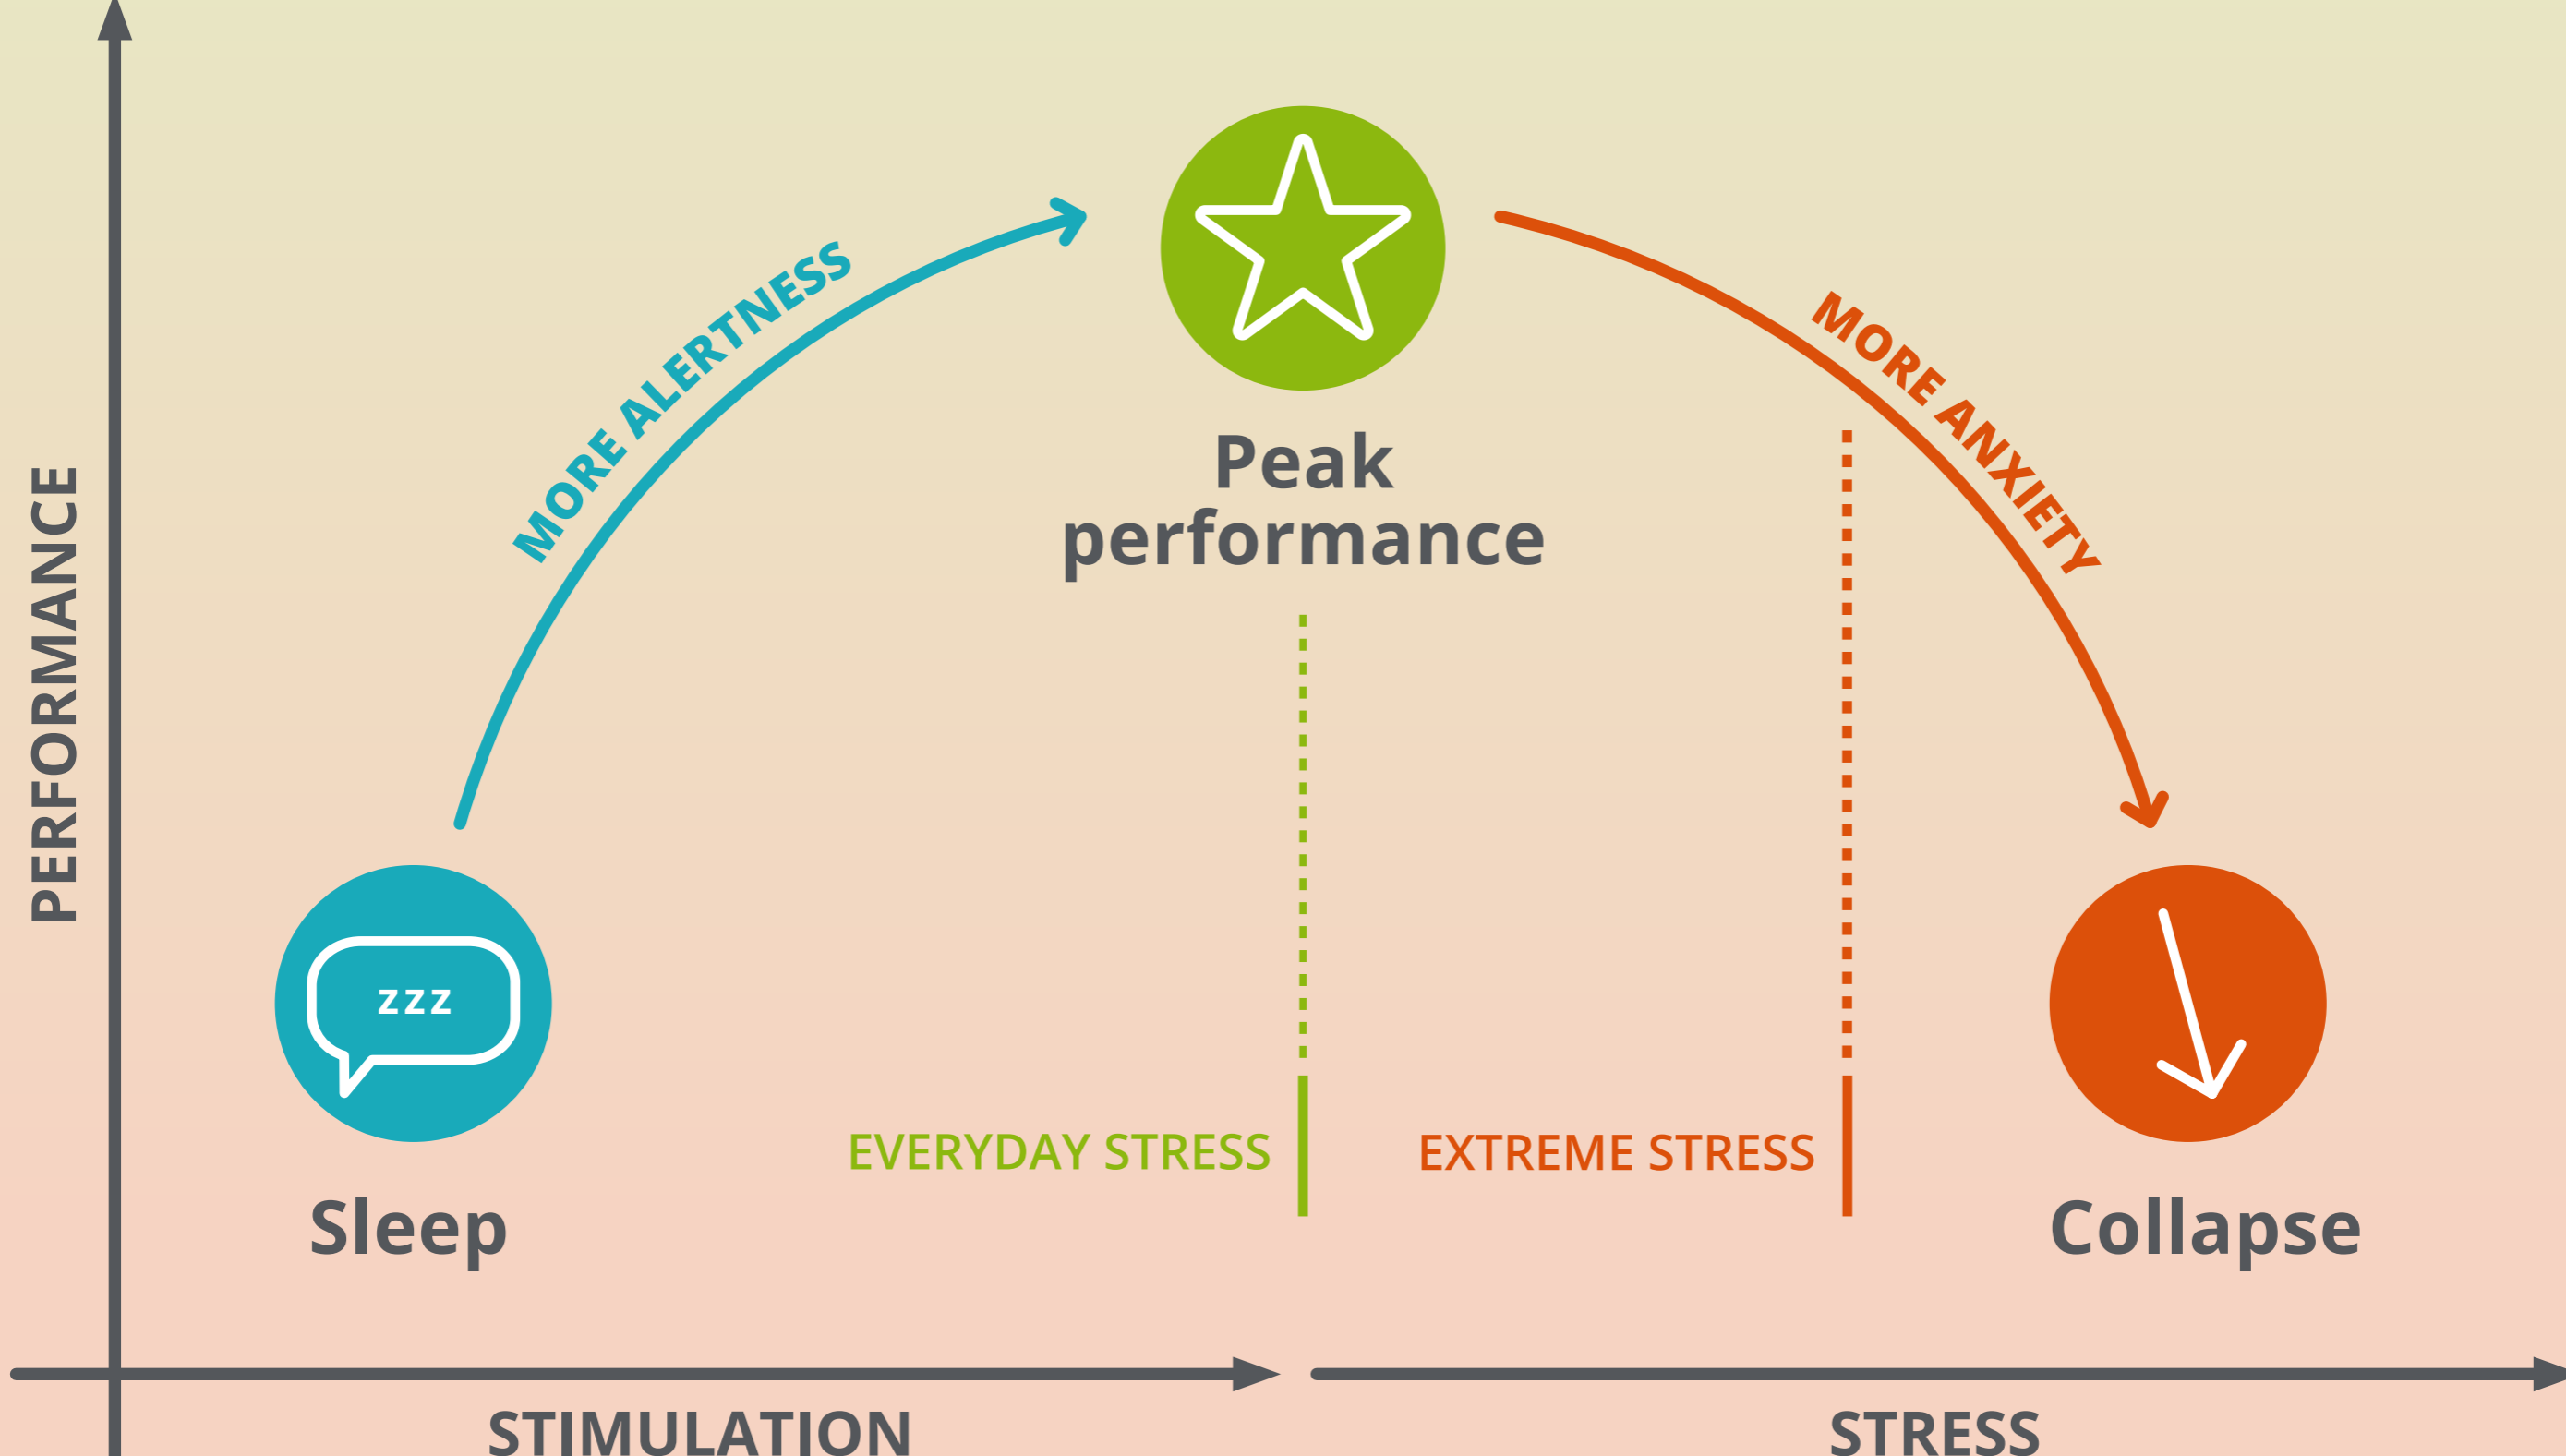 MORE ALERTNESS
MORE ANXIETY
Peak
performance
PERFORMANCE
zzz
EVERYDAY STRESS
EXTREME STRESS
Sleep
Collapse
STIMULATION
STRESS